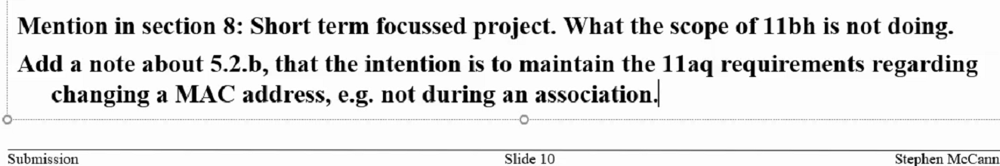 Mention in section 8: Short term focussed project. What the scope of 11bh is not doing.
Add a note about 5.2.b, that the intention is to maintain the 11aq requirements regarding
changing a MAC address, e.g. not during an association.
Submission
Slide 10
Stephen McCann